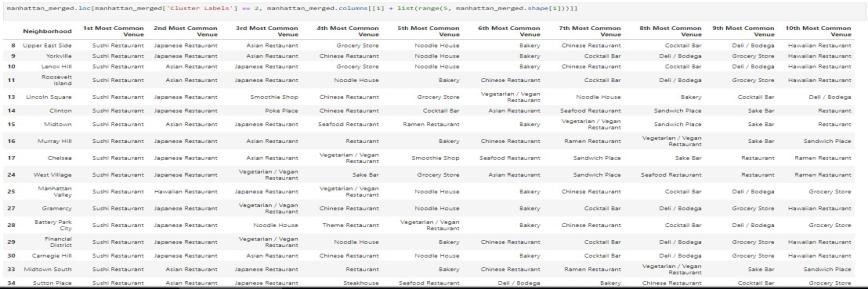 manhattan_merged.loc[manhattan_merged['Cluster Labels'] == 2, manhattan_merged.columns[[1] + list(range(5, manhattan_merged.shape[1]))]]
Neighborhood 1st Most Common Venue 2nd Most Common Venue 3rd Most Common Venue 4th Most Common Venue 5th Most Common Venue 6th Most Common Venue 7th Most Common Venue 8th Most Common Venue 9th Most Common Venue 10th Most Common Venue
8 Upper East Side Sushi Restaurant Japanese Restaurant Asian Restaurant Grocery Store Noodle House Bakery Chinese Restaurant Cocktail Bar Deli / Bodega Hawaiian Restaurant
9 Yorkville Sushi Restaurant Japanese Restaurant Asian Restaurant Chinese Restaurant Noodle House Bakery Cocktail Bar Deli / Bodega Grocery Store Hawaiian Restaurant
10 Lenox Hill Sushi Restaurant Asian Restaurant Japanese Restaurant Grocery Store Noodle House Bakery Chinese Restaurant Cocktail Bar Deli / Bodega Hawaiian Restaurant
11 Roosevelt Island Sushi Restaurant Asian Restaurant Japanese Restaurant Noodle House Bakery Chinese Restaurant Cocktail Bar Deli / Bodega Grocery Store Hawaiian Restaurant
13 Lincoln Square Sushi Restaurant Japanese Restaurant Smoothie Shop Chinese Restaurant Grocery Store Vegetarian / Vegan Restaurant Noodle House Bakery Cocktail Bar Deli / Bodega
14 Clinton Sushi Restaurant Japanese Restaurant Poke Place Chinese Restaurant Cocktail Bar Asian Restaurant Seafood Restaurant Sandwich Place Sake Bar Restaurant
15 Midtown Sushi Restaurant Asian Restaurant Japanese Restaurant Seafood Restaurant Ramen Restaurant Bakery Vegetarian / Vegan Restaurant Sandwich Place Sake Bar Restaurant
16 Murray Hill Sushi Restaurant Japanese Restaurant Asian Restaurant Restaurant Bakery Chinese Restaurant Ramen Restaurant Vegetarian / Vegan Restaurant Sake Bar Sandwich Place
17 Chelsea Sushi Restaurant Japanese Restaurant Asian Restaurant Vegetarian / Vegan Restaurant Smoothie Shop Seafood Restaurant Sandwich Place Sake Bar Restaurant Ramen Restaurant
24 West Village Sushi Restaurant Japanese Restaurant Vegetarian / Vegan Restaurant Sake Bar Grocery Store Asian Restaurant Sandwich Place Seafood Restaurant Restaurant Ramen Restaurant
25 Manhattan Valley Sushi Restaurant Hawaiian Restaurant Japanese Restaurant Vegetarian / Vegan Restaurant Noodle House Bakery Chinese Restaurant Cocktail Bar Deli / Bodega Grocery Store
27 Gramercy Sushi Restaurant Japanese Restaurant Vegetarian / Vegan Restaurant Chinese Restaurant Noodle House Bakery Cocktail Bar Deli / Bodega Grocery Store Hawaiian Restaurant
28 Battery Park City Sushi Restaurant Japanese Restaurant Noodle House Theme Restaurant Vegetarian / Vegan Restaurant Bakery Chinese Restaurant Cocktail Bar Deli / Bodega Grocery Store
29 Financial District Sushi Restaurant Japanese Restaurant Vegetarian / Vegan Restaurant Noodle House Bakery Chinese Restaurant Cocktail Bar Deli / Bodega Grocery Store Hawaiian Restaurant
30 Carnegie Hill Sushi Restaurant Japanese Restaurant Asian Restaurant Chinese Restaurant Noodle House Bakery Cocktail Bar Deli / Bodega Grocery Store Hawaiian Restaurant
33 Midtown South Sushi Restaurant Asian Restaurant Japanese Restaurant Restaurant Bakery Chinese Restaurant Ramen Restaurant Vegetarian / Vegan Restaurant Sake Bar Sandwich Place
34 Sutton Place Sushi Restaurant Asian Restaurant Japanese Restaurant Steakhouse Seafood Restaurant Deli / Bodega Bakery Chinese Restaurant Cocktail Bar Grocery Store